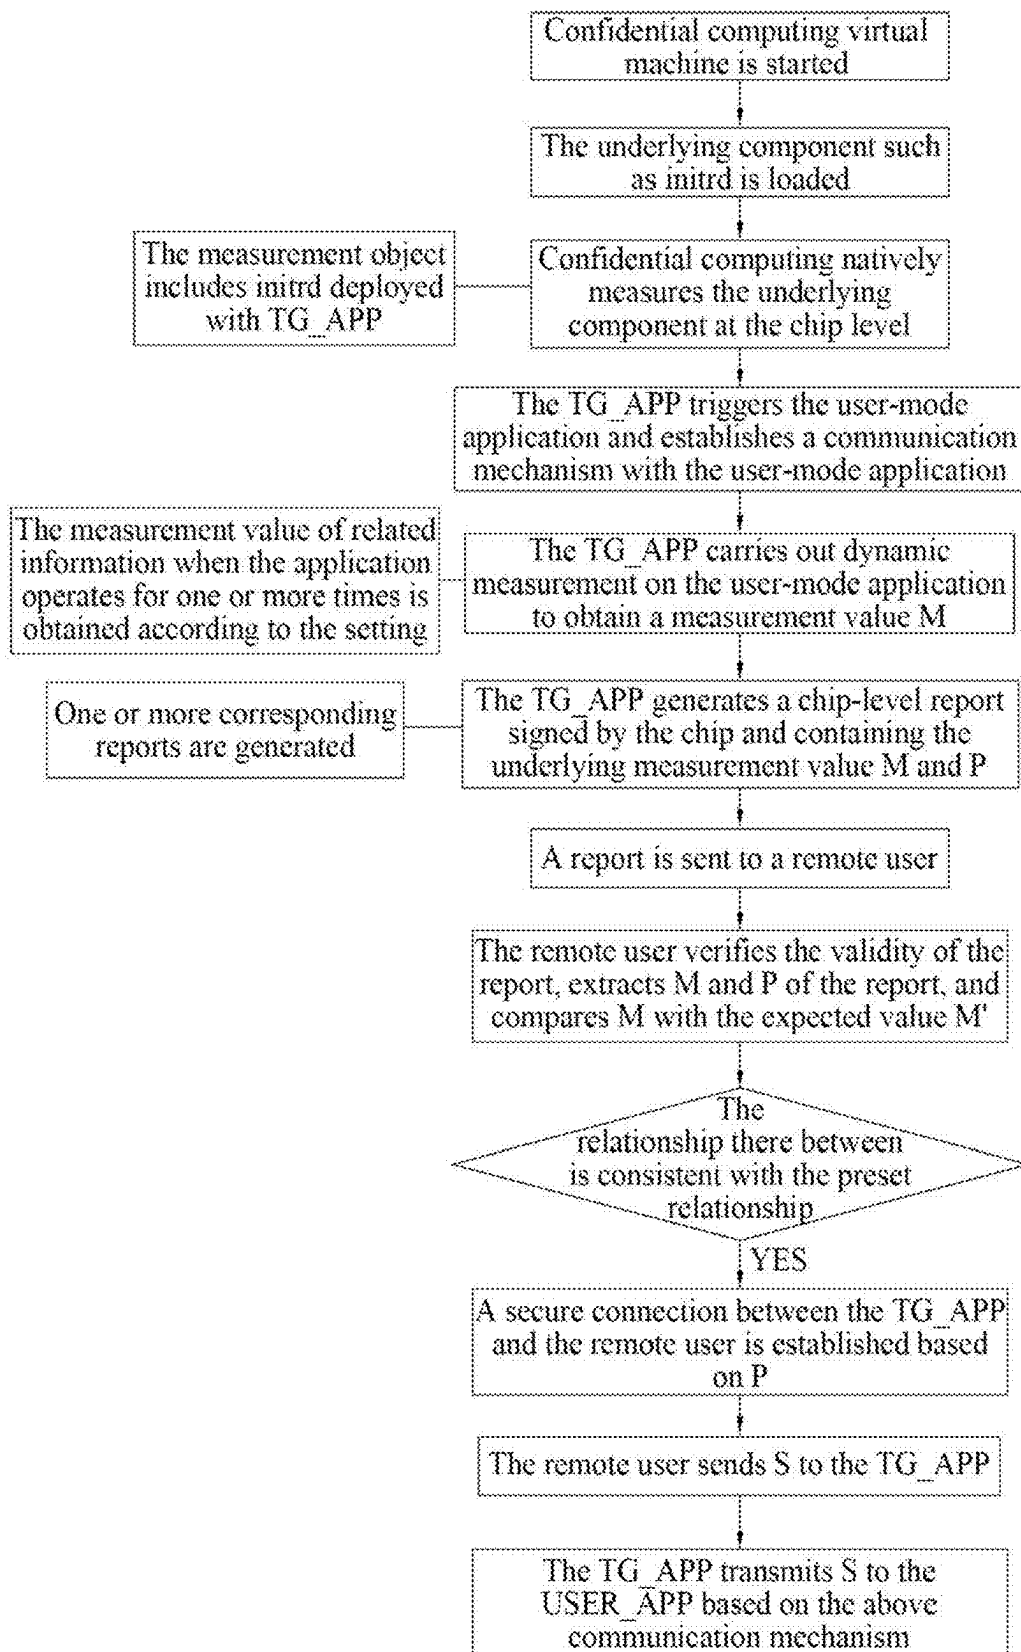 Confidential computing virtual
machine is started
The underlying component such
as initrd is loaded
The measurement object
includes initrd deployed
with TG_APP
Confidential computing natively
measures the underlying
component at the chip level
The TG_APP triggers the user-mode
application and establishes a communication
mechanism with the user-mode application
The measurement value of related
information when the application
operates for one or more times is
obtained according to the setting
The TG_APP carries out dynamic
measurement on the user-mode application
to obtain a measurement value M
One or more corresponding
reports are generated
The TG_APP generates a chip-level report
signed by the chip and containing the
underlying measurement value M and P
A report is sent to a remote user
The remote user verifies the validity of the
report, extracts M and P of the report, and
compares M with the expected value M'
The
relationship there between
is consistent with the preset
relationship
YES
A secure connection between the TG_APP
and the remote user is established based
on P
The remote user sends S to the TG_APP
The TG_APP transmits S to the
USER_APP based on the above
communication mechanism